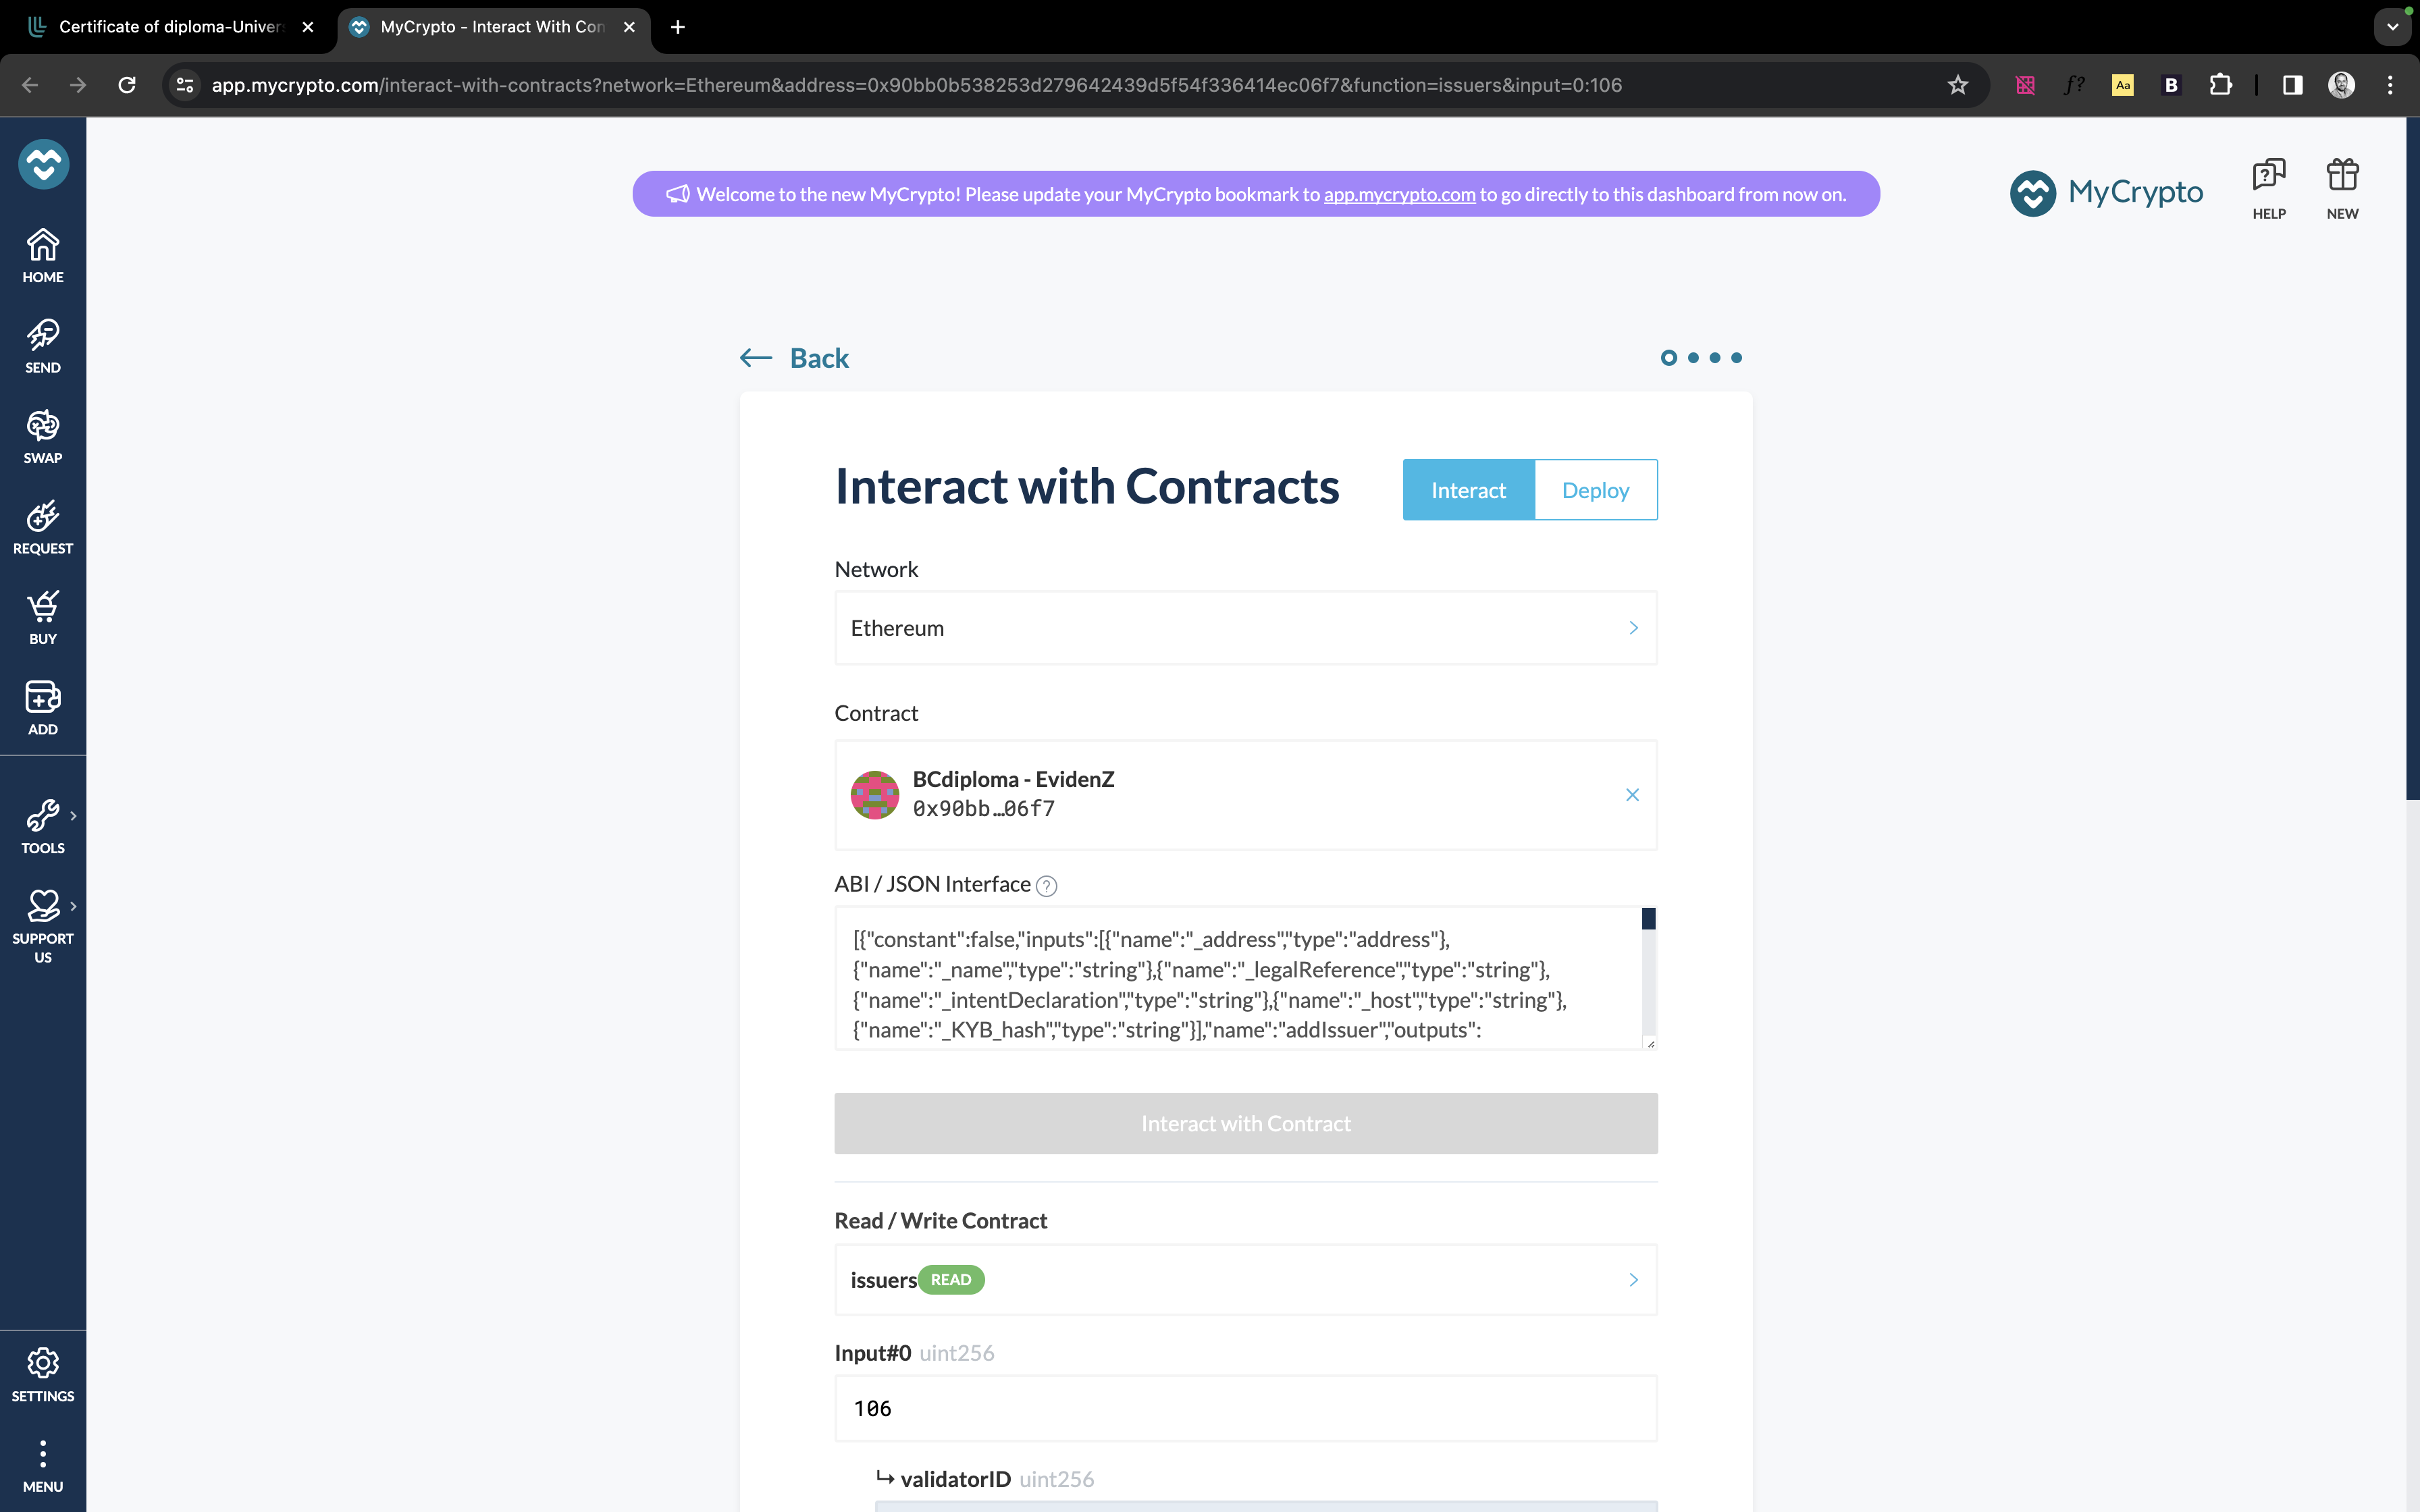 Certificate of diploma-Univer
MyCrypto - Interact With Con
app.mycrypto.com/interact-with-contracts?network=Ethereum&address=0x90bb0b538253d279642439d5f54f336414ec06f7&function=issuers&input=0:106
f?
Aa
B
Welcome to the new MyCrypto! Please update your MyCrypto bookmark to app.mycrypto.com to go directly to this dashboard from now on.
MyCrypto
HELP
NEW
HOME
SEND
SWAP
REQUEST
BUY
ADD
TOOLS
SUPPORT
US
SETTINGS
MENU
Back
Interact with Contracts
Interact
Deploy
Network
Ethereum
Contract
BCdiploma - EvidenZ
0x90bb…06f7
ABI / JSON Interface ?
[{"constant":false,"inputs":[{"name":"_address","type":"address"},
{"name":"_name","type":"string"},{"name":"_legalReference","type":"string"},
{"name":"_intentDeclaration","type":"string"},{"name":"_host","type":"string"},
{"name":"_KYB_hash","type":"string"}],"name":"addIssuer","outputs":
Interact with Contract
Read / Write Contract
issuers READ
Input#0 uint256
106
↳ validatorID uint256